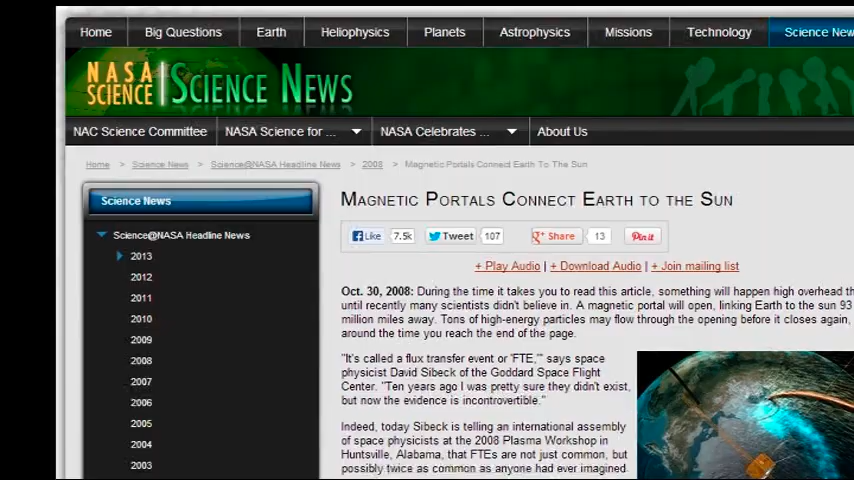 Home Big Questions Earth Heliophysics Planets Astrophysics Missions Technology Science New
NASA SCIENCE SCIENCE NEWS
NAC Science Committee NASA Science for ... NASA Celebrates ... About Us
Home > Science News > Science@NASA Headline News > 2008 > Magnetic Portals Connect Earth To The Sun
Science News
MAGNETIC PORTALS CONNECT EARTH TO THE SUN
Science@NASA Headline News
Like 7.5k Tweet 107 Share 13 Pin it
2013
+ Play Audio | + Download Audio | + Join mailing list
2012
2011
2010
2009
2008
2007
2006
2005
2004
2003
Oct. 30, 2008: During the time it takes you to read this article, something will happen high overhead th
until recently many scientists didn't believe in. A magnetic portal will open, linking Earth to the sun 93
million miles away. Tons of high-energy particles may flow through the opening before it closes again,
around the time you reach the end of the page.
"It's called a flux transfer event or 'FTE,'" says space
physicist David Sibeck of the Goddard Space Flight
Center. "Ten years ago I was pretty sure they didn't exist,
but now the evidence is incontrovertible."
Indeed, today Sibeck is telling an international assembly
of space physicists at the 2008 Plasma Workshop in
Huntsville, Alabama, that FTEs are not just common, but
possibly twice as common as anyone had ever imagined